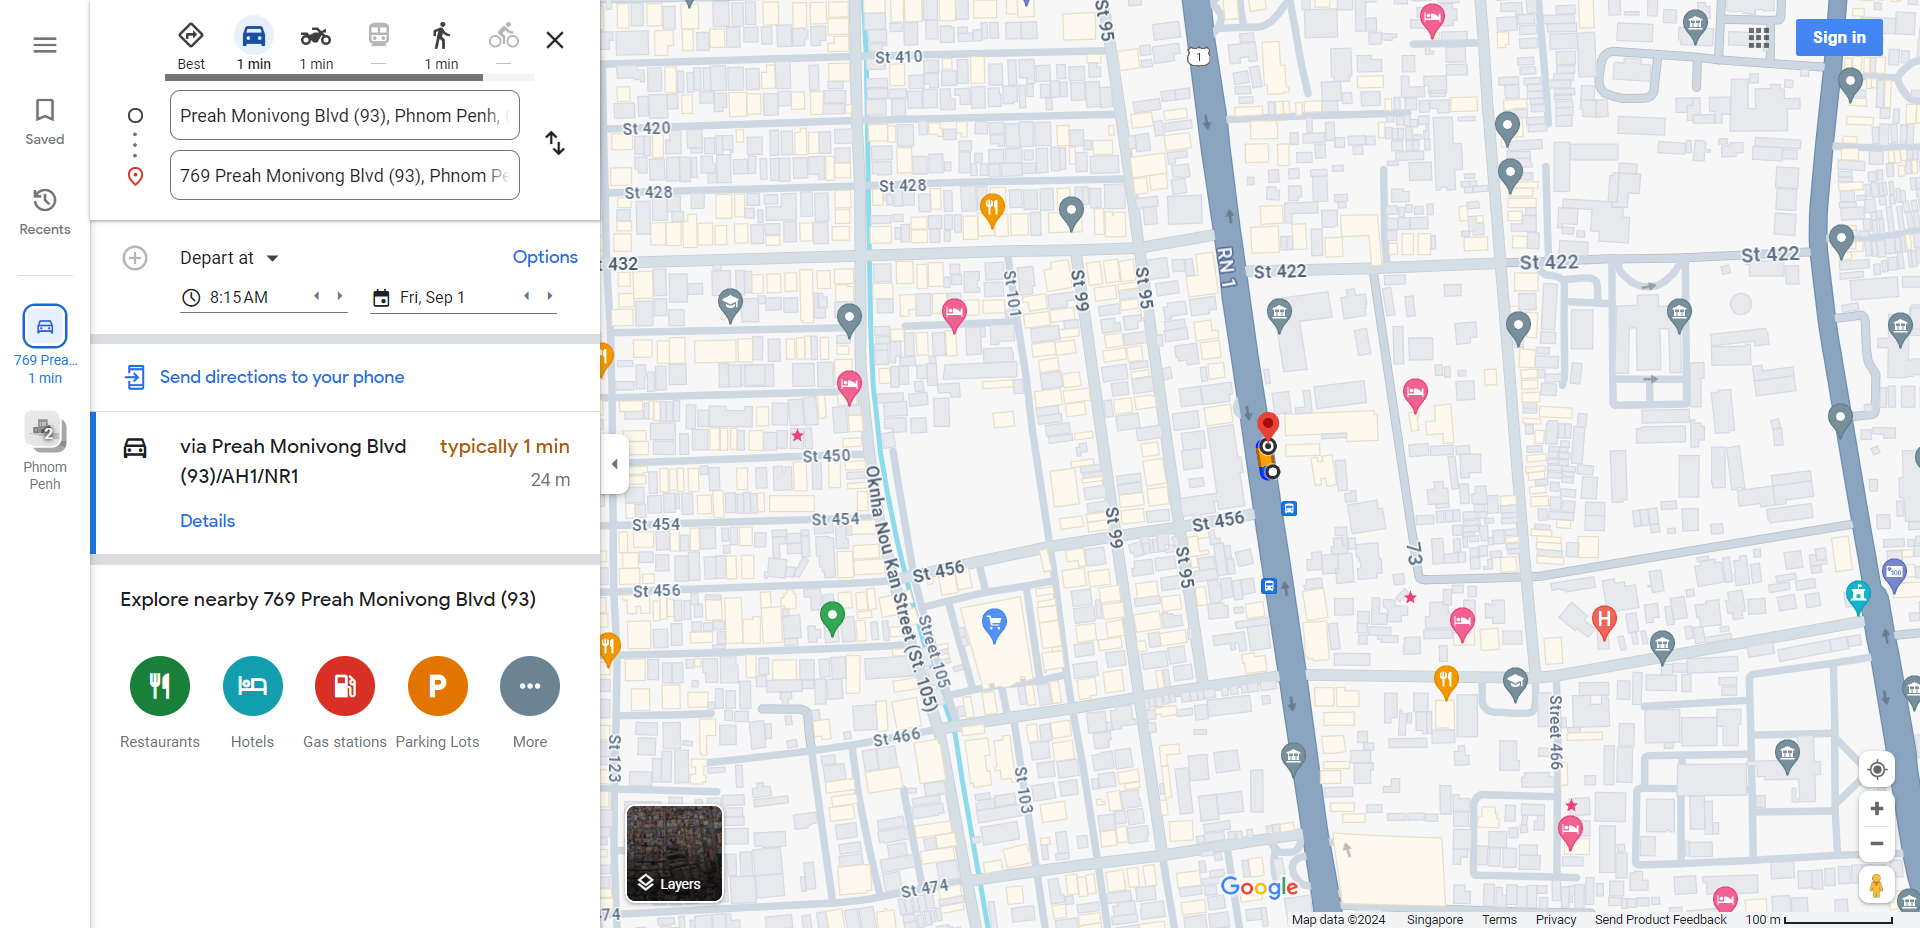 Saved
Recents
769 Prea...
1 min
2
Phnom
Penh
Best
1 min
1 min
—
1 min
—
Preah Monivong Blvd (93), Phnom Penh,
769 Preah Monivong Blvd (93), Phnom Pe
Depart at
Options
8:15 AM
Fri, Sep 1
Send directions to your phone
via Preah Monivong Blvd
(93)/AH1/NR1
typically 1 min
24 m
Details
Explore nearby 769 Preah Monivong Blvd (93)
P
Restaurants
Hotels
Gas stations
Parking Lots
More
Sign in
St 95
St 410
1
St 420
St 428
St 428
432
St 422
St 422
St 422
RN 1
St 101
St 99
St 95
St 450
St 454
St 454
St 456
St 456
St 456
St 99
St 95
73
Oknha Nou Kan Street (St. 105)
Street 105
100
H
St 466
St 123
St 103
Street 466
St 474
74
Layers
Google
Map data ©2024
Singapore
Terms
Privacy
Send Product Feedback
100 m